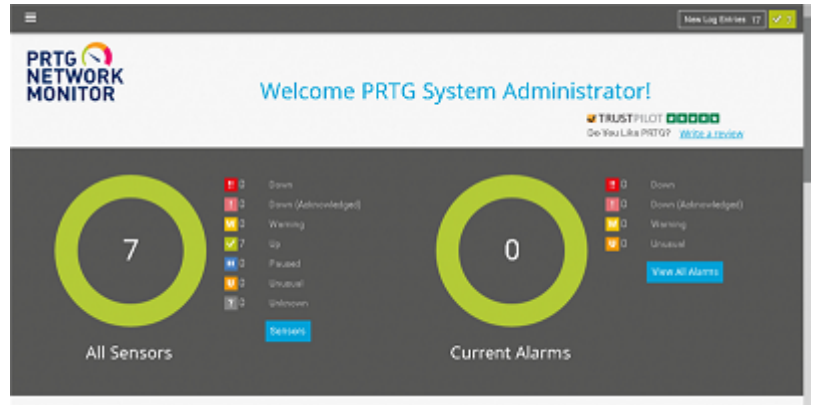 New Log Entries 17 7
PRTG
NETWORK
MONITOR
Welcome PRTG System Administrator!
TRUSTPILOT
Do You Like PRTG? Write a review
7
All Sensors
!! 0 Down
! 0 Down (Acknowledged)
W 0 Warning
7 Up
0 Paused
U 0 Unusual
? 0 Unknown
Sensors
0
Current Alarms
!! 0 Down
! 0 Down (Acknowledged)
W 0 Warning
U 0 Unusual
View All Alarms